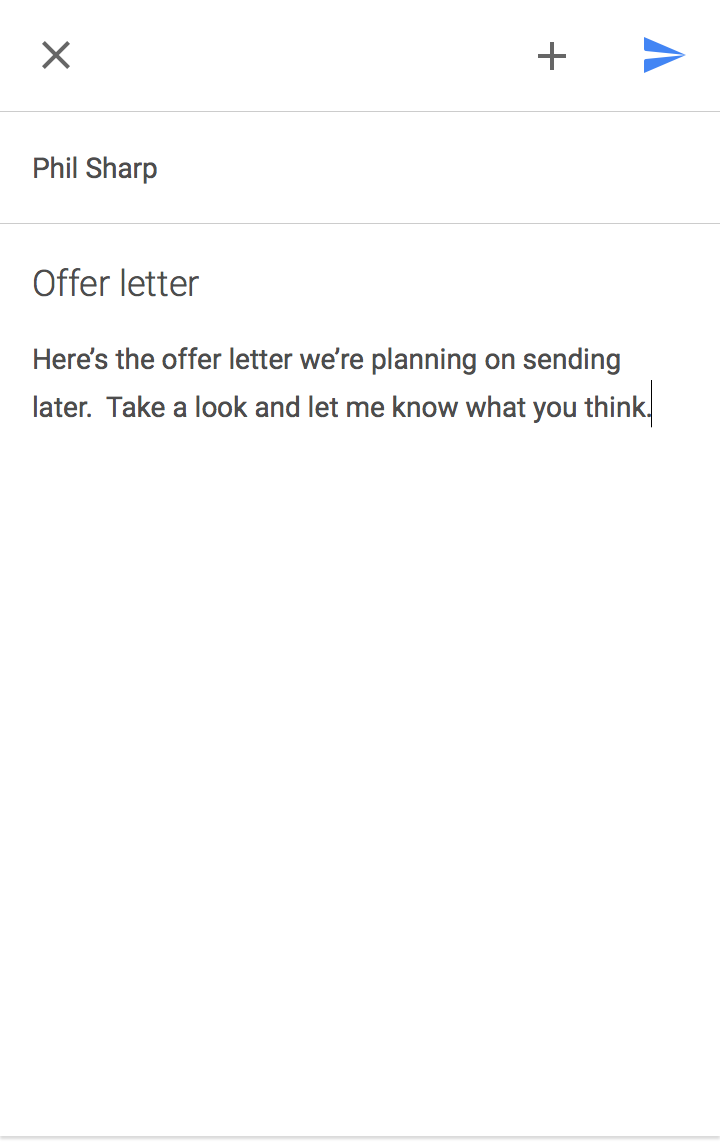 Phil Sharp
Offer letter
Here’s the offer letter we’re planning on sending
later.  Take a look and let me know what you think.